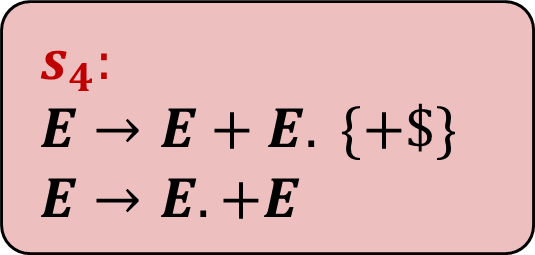 s₄:
E → E + E. {+$}
E → E. +E